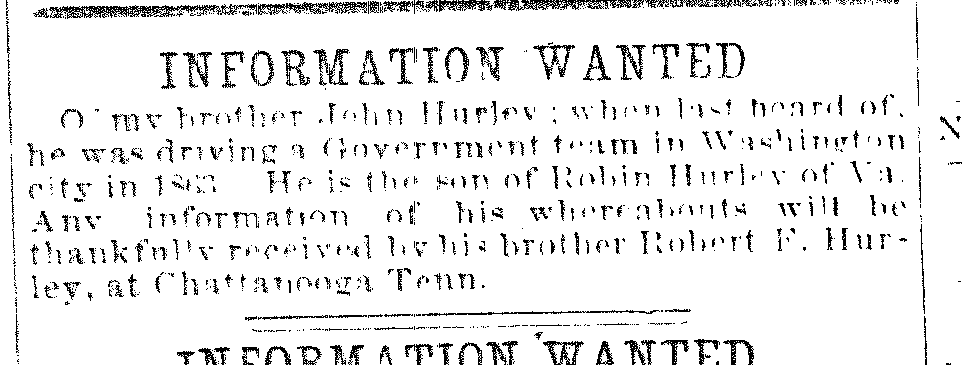 INFORMATION WANTED
Of my brother John Hurley; when last heard of,
he was driving a Government team in Washington
city in 1863. He is the son of Robin Hurley of Va.
Any information of his whereabouts will be
thankfully received by his brother Robert F. Hur-
ley, at Chattanooga Tenn.
INFORMATION WANTED